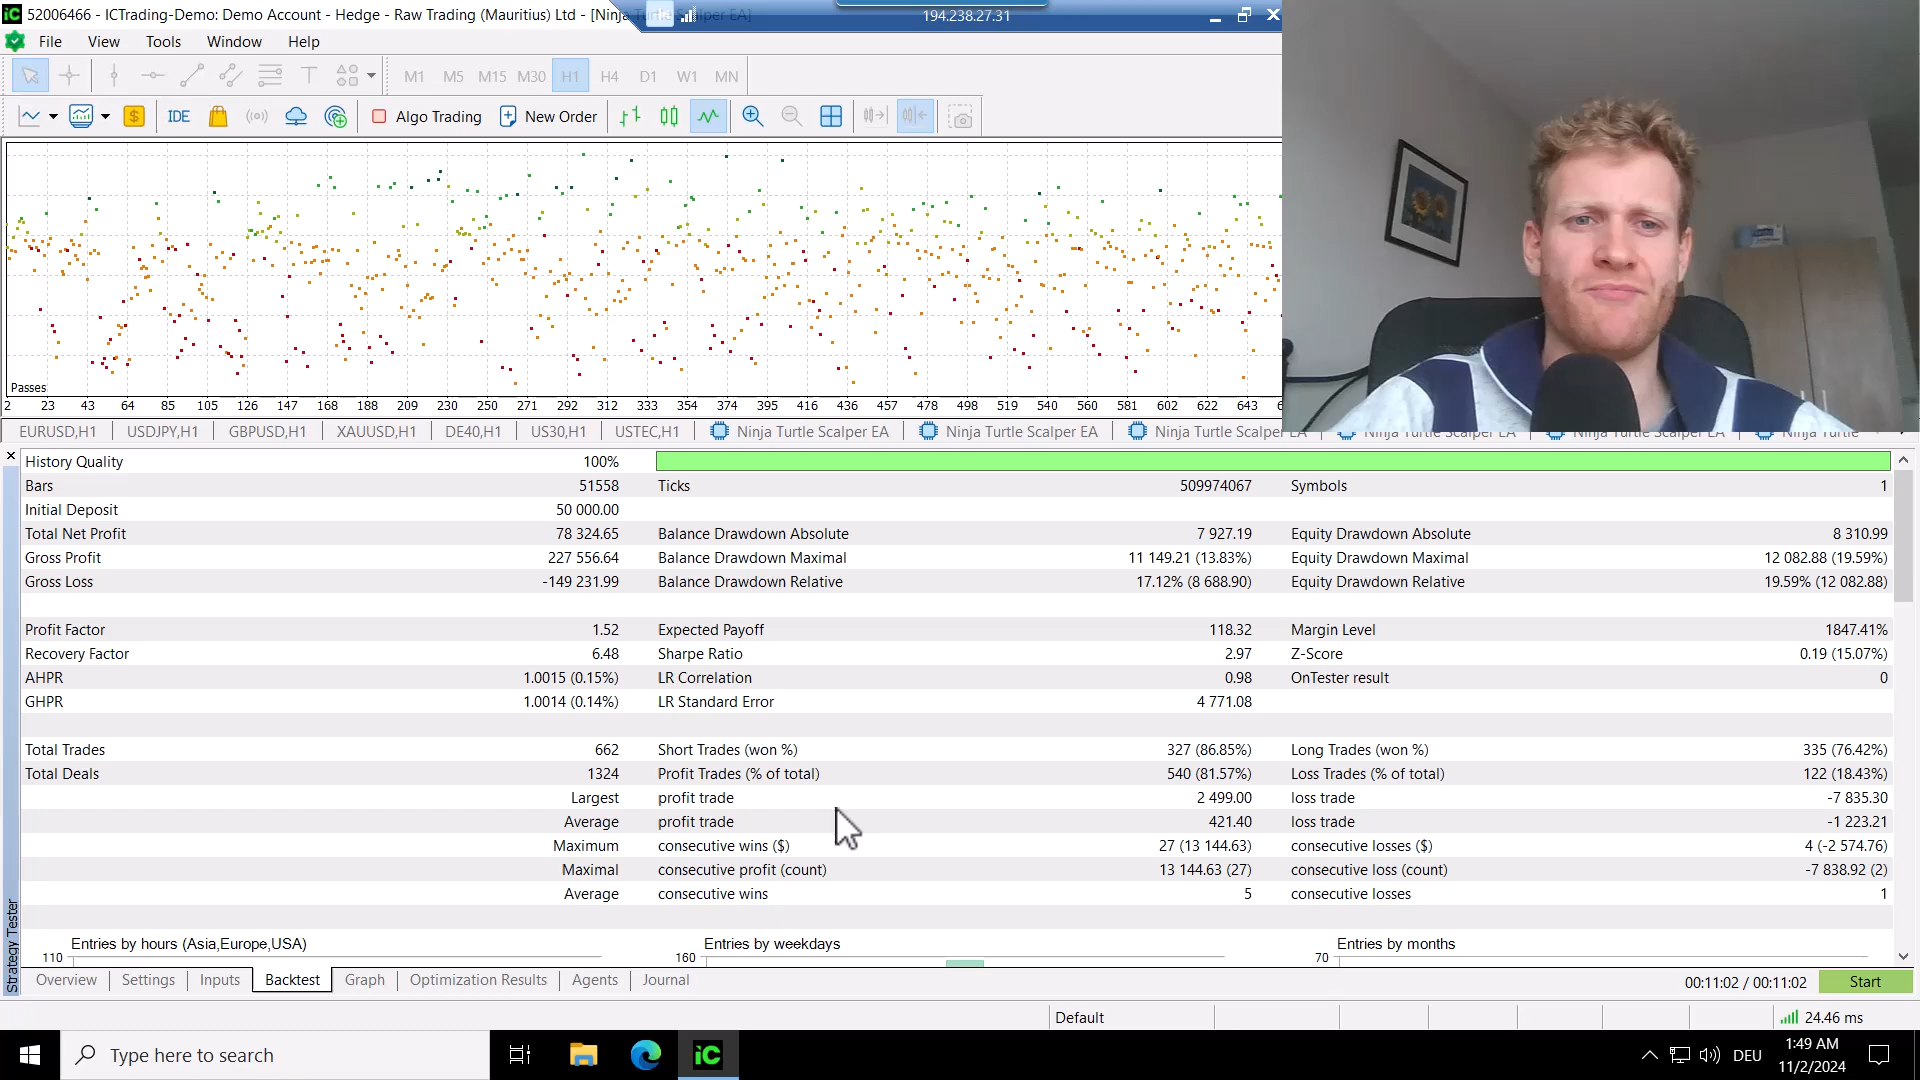 52006466 - ICTrading-Demo: Demo Account - Hedge - Raw Trading (Mauritius) Ltd - [Ninja Turtle Scalper EA]
194.238.27.31
File View Tools Window Help
M1 M5 M15 M30 H1 H4 D1 W1 MN
IDE Algo Trading New Order
Passes
2 23 43 64 85 105 126 147 168 188 209 230 250 271 292 312 333 354 374 395 416 436 457 478 498 519 540 560 581 602 622 643
EURUSD,H1 USDJPY,H1 GBPUSD,H1 XAUUSD,H1 DE40,H1 US30,H1 USTEC,H1 Ninja Turtle Scalper EA Ninja Turtle Scalper EA Ninja Turtle Scalper EA Ninja Turtle Scalper EA Ninja Turtle Scalper EA Ninja Turtle
History Quality 100%
Bars 51558 Ticks 509974067 Symbols 1
Initial Deposit 50 000.00
Total Net Profit 78 324.65 Balance Drawdown Absolute 7 927.19 Equity Drawdown Absolute 8 310.99
Gross Profit 227 556.64 Balance Drawdown Maximal 11 149.21 (13.83%) Equity Drawdown Maximal 12 082.88 (19.59%)
Gross Loss -149 231.99 Balance Drawdown Relative 17.12% (8 688.90) Equity Drawdown Relative 19.59% (12 082.88)
Profit Factor 1.52 Expected Payoff 118.32 Margin Level 1847.41%
Recovery Factor 6.48 Sharpe Ratio 2.97 Z-Score 0.19 (15.07%)
AHPR 1.0015 (0.15%) LR Correlation 0.98 OnTester result 0
GHPR 1.0014 (0.14%) LR Standard Error 4 771.08
Total Trades 662 Short Trades (won %) 327 (86.85%) Long Trades (won %) 335 (76.42%)
Total Deals 1324 Profit Trades (% of total) 540 (81.57%) Loss Trades (% of total) 122 (18.43%)
Largest profit trade 2 499.00 loss trade -7 835.30
Average profit trade 421.40 loss trade -1 223.21
Maximum consecutive wins ($) 27 (13 144.63) consecutive losses ($) 4 (-2 574.76)
Maximal consecutive profit (count) 13 144.63 (27) consecutive loss (count) -7 838.92 (2)
Average consecutive wins 5 consecutive losses 1
Entries by hours (Asia,Europe,USA) Entries by weekdays Entries by months
110 160 70
Strategy Tester
Overview Settings Inputs Backtest Graph Optimization Results Agents Journal 00:11:02 / 00:11:02 Start
Default 24.46 ms
Type here to search iC DEU 1:49 AM
11/2/2024